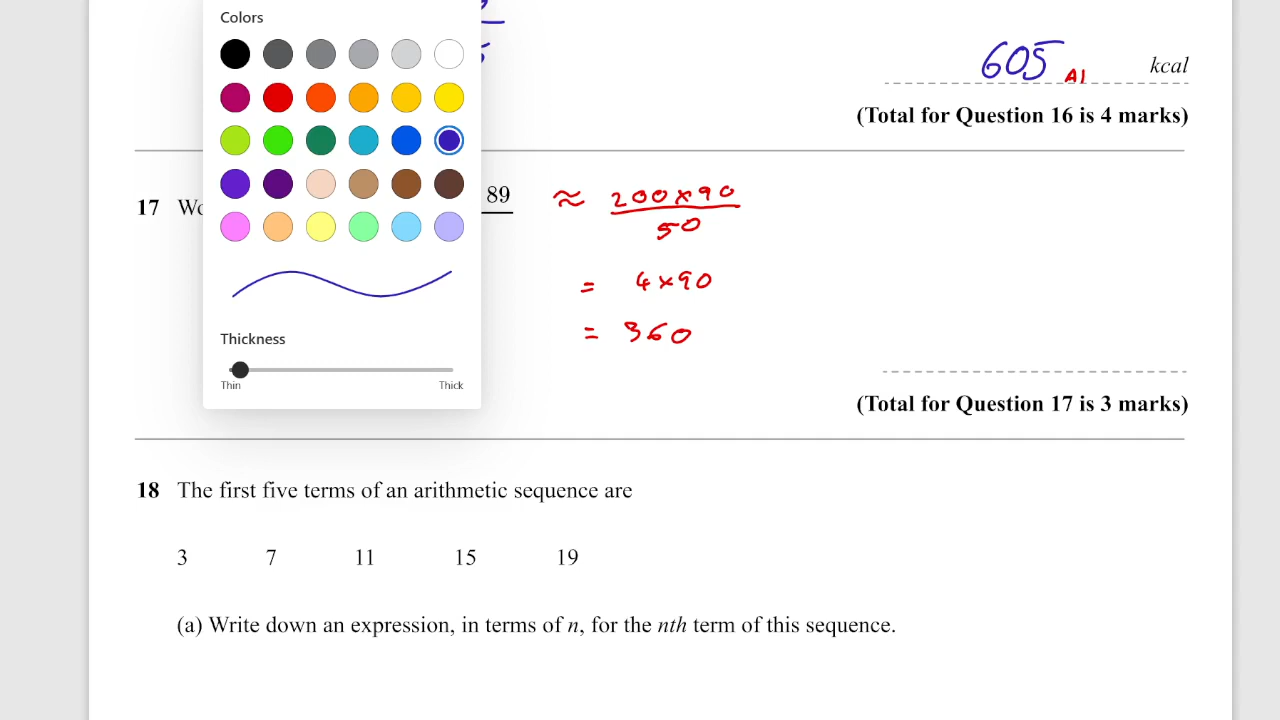 Colors
605 A1 kcal
(Total for Question 16 is 4 marks)
17 89 ≈ 200×90
50
= 4×90
= 360
Thickness
Thin Thick
(Total for Question 17 is 3 marks)
18 The first five terms of an arithmetic sequence are
3 7 11 15 19
(a) Write down an expression, in terms of n, for the nth term of this sequence.